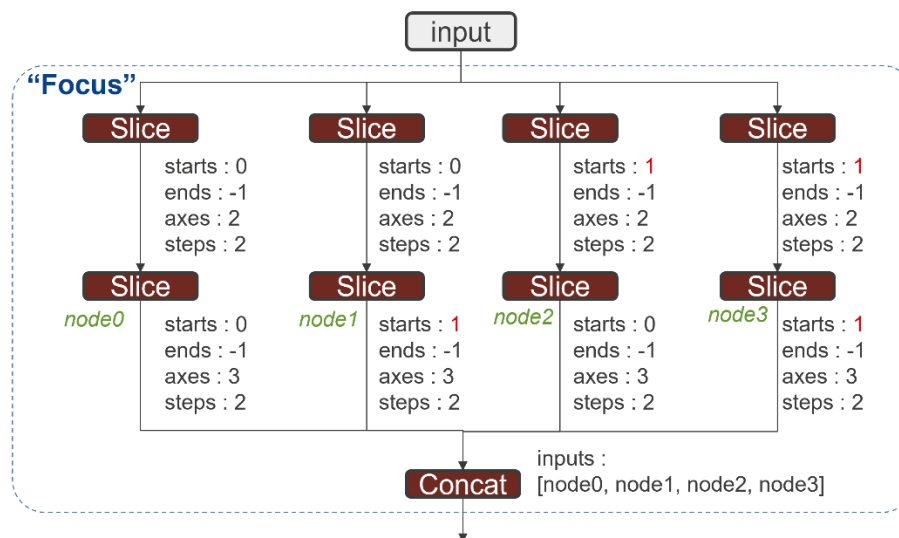 input
“Focus”
Slice
Slice
Slice
Slice
starts : 0
ends : -1
axes : 2
steps : 2
starts : 0
ends : -1
axes : 2
steps : 2
starts : 1
ends : -1
axes : 2
steps : 2
starts : 1
ends : -1
axes : 2
steps : 2
Slice
Slice
Slice
Slice
node0
node1
node2
node3
starts : 0
ends : -1
axes : 3
steps : 2
starts : 1
ends : -1
axes : 3
steps : 2
starts : 0
ends : -1
axes : 3
steps : 2
starts : 1
ends : -1
axes : 3
steps : 2
Concat
inputs :
[node0, node1, node2, node3]